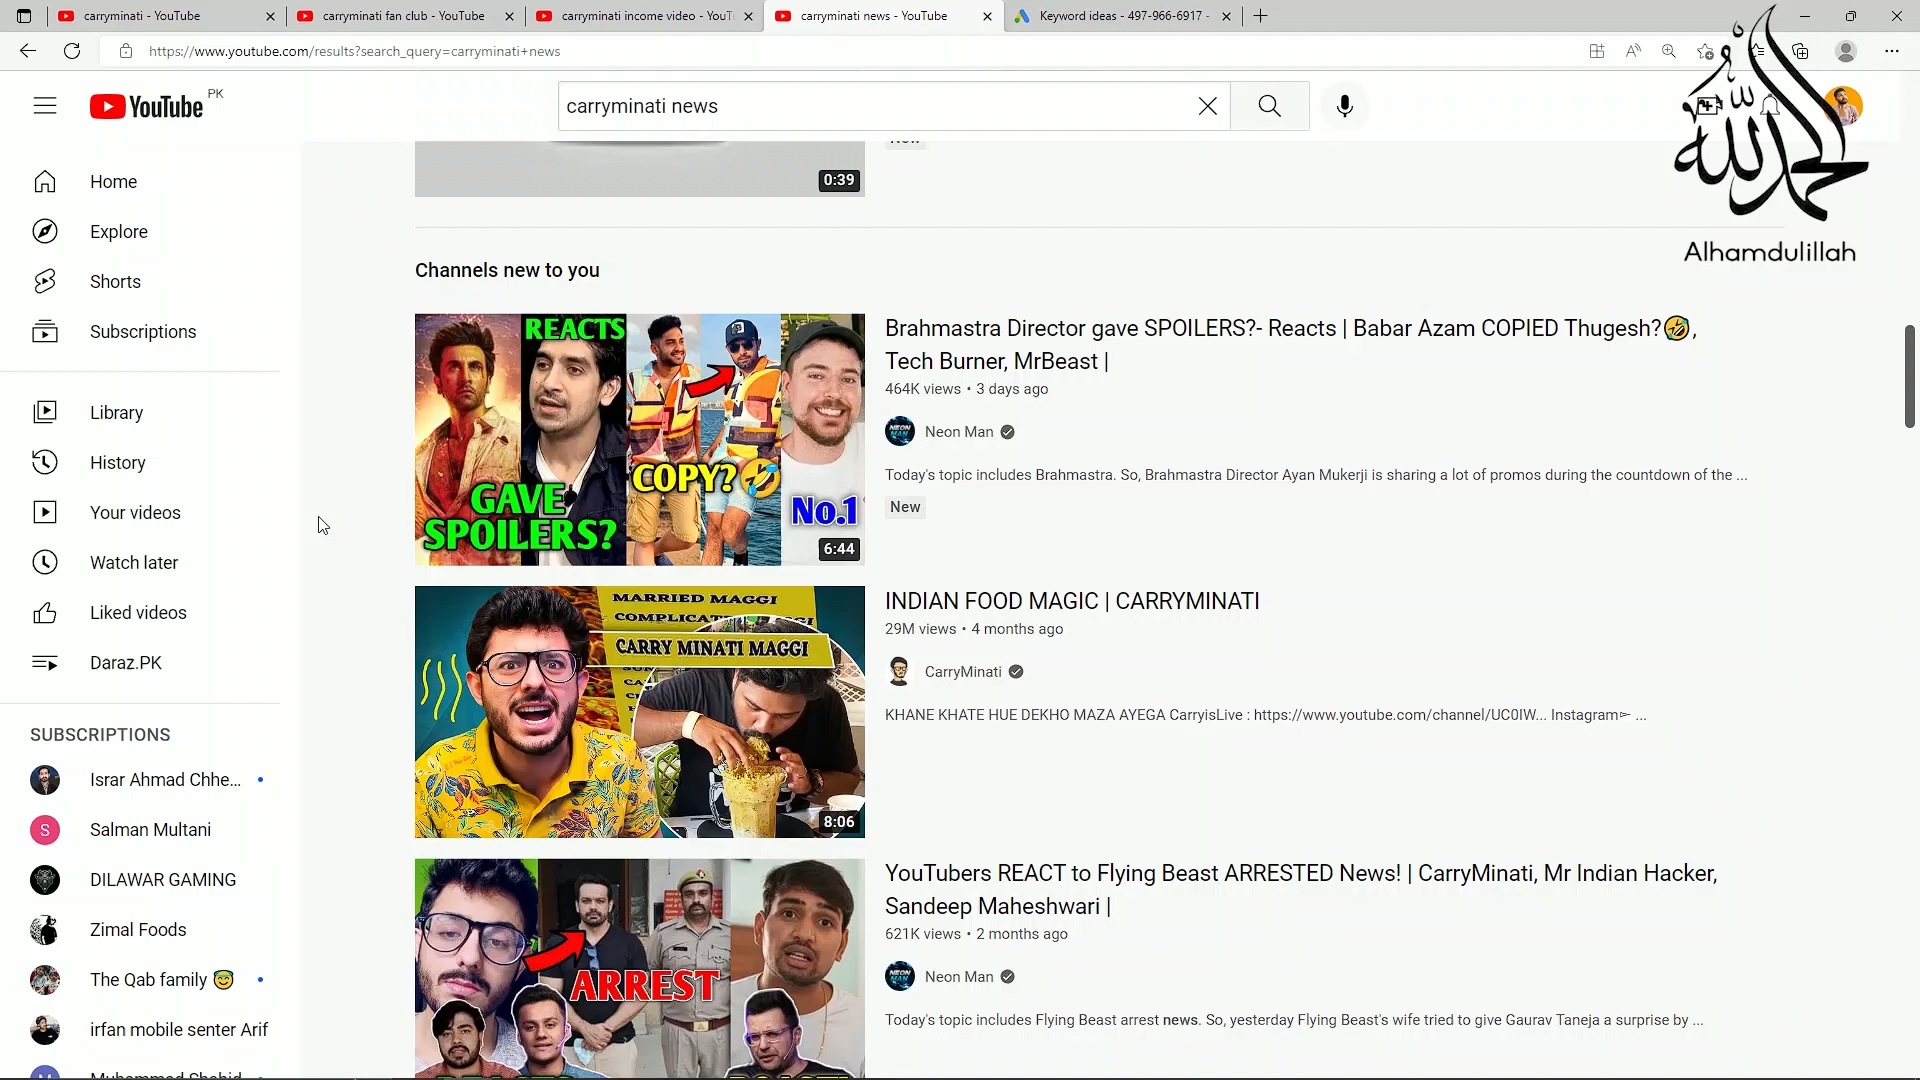 carryminati - YouTube
carryminati fan club - YouTube
carryminati income video - YouT
carryminati news - YouTube
Keyword ideas - 497-966-6917 -
https://www.youtube.com/results?search_query=carryminati+news
YouTube PK
carryminati news
الحمد لله
Alhamdulillah
Home
Explore
Shorts
Subscriptions
Library
History
Your videos
Watch later
Liked videos
Daraz.PK
SUBSCRIPTIONS
Israr Ahmad Chhe...
S
Salman Multani
DILAWAR GAMING
Zimal Foods
The Qab family 😇
irfan mobile senter Arif
0:39
New
Channels new to you
REACTS
GAVE
SPOILERS?
COPY?🤣
No.1
6:44
Brahmastra Director gave SPOILERS?- Reacts | Babar Azam COPIED Thugesh?🤣,
Tech Burner, MrBeast |
464K views • 3 days ago
NEON MAN
Neon Man
Today's topic includes Brahmastra. So, Brahmastra Director Ayan Mukerji is sharing a lot of promos during the countdown of the ...
New
MARRIED MAGGI
CARRY MINATI MAGGI
8:06
INDIAN FOOD MAGIC | CARRYMINATI
29M views • 4 months ago
CarryMinati
KHANE KHATE HUE DEKHO MAZA AYEGA CarryisLive : https://www.youtube.com/channel/UC0IW... Instagram► ...
ARREST
YouTubers REACT to Flying Beast ARRESTED News! | CarryMinati, Mr Indian Hacker,
Sandeep Maheshwari |
621K views • 2 months ago
NEON MAN
Neon Man
Today's topic includes Flying Beast arrest news. So, yesterday Flying Beast's wife tried to give Gaurav Taneja a surprise by ...